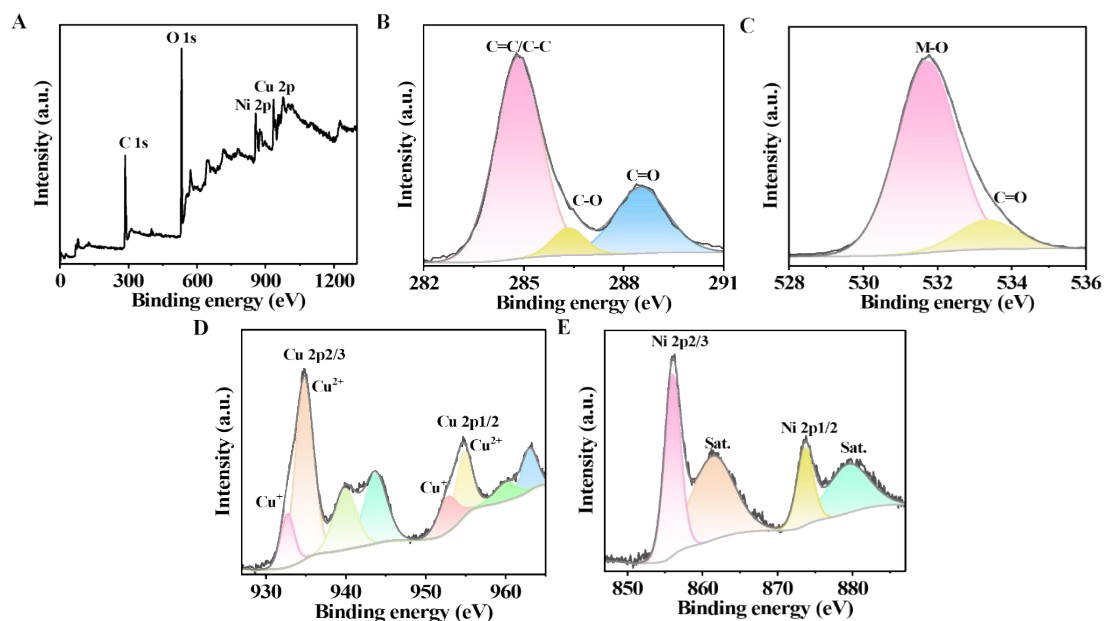 A
O 1s
Cu 2p
Ni 2p
C 1s
Intensity (a.u.)
0 300 600 900 1200
Binding energy (eV)
B
C=C/C-C
C-O
C=O
Intensity (a.u.)
282 285 288 291
Binding energy (eV)
C
M-O
C=O
Intensity (a.u.)
528 530 532 534 536
Binding energy (eV)
D
Cu 2p2/3
Cu²⁺
Cu⁺
Cu 2p1/2
Cu²⁺
Cu⁺
Intensity (a.u.)
930 940 950 960
Binding energy (eV)
E
Ni 2p2/3
Sat.
Ni 2p1/2
Sat.
Intensity (a.u.)
850 860 870 880
Binding energy (eV)